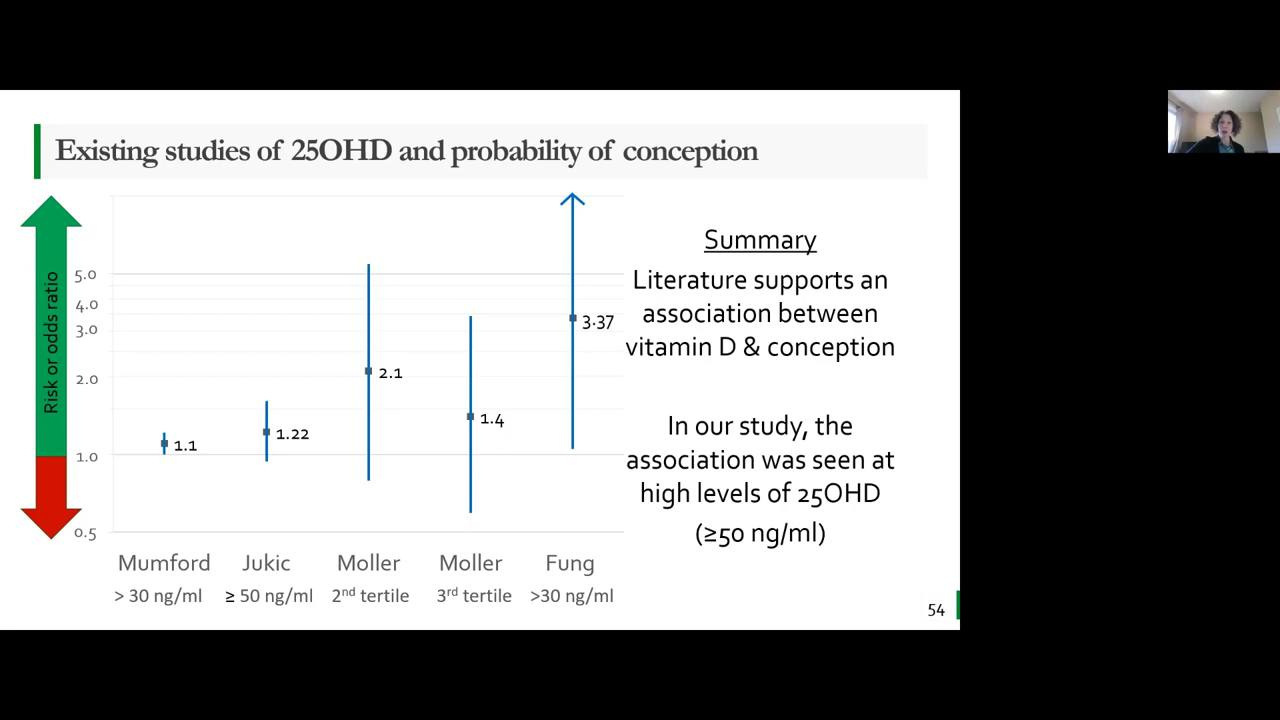 Existing studies of 25OHD and probability of conception
Risk or odds ratio
5.0
4.0
3.0
2.0
1.0
0.5
1.1
1.22
2.1
1.4
3.37
Mumford
Jukic
Moller
Moller
Fung
> 30 ng/ml
≥ 50 ng/ml
2nd tertile
3rd tertile
>30 ng/ml
Summary
Literature supports an
association between
vitamin D & conception
In our study, the
association was seen at
high levels of 25OHD
(≥50 ng/ml)
54